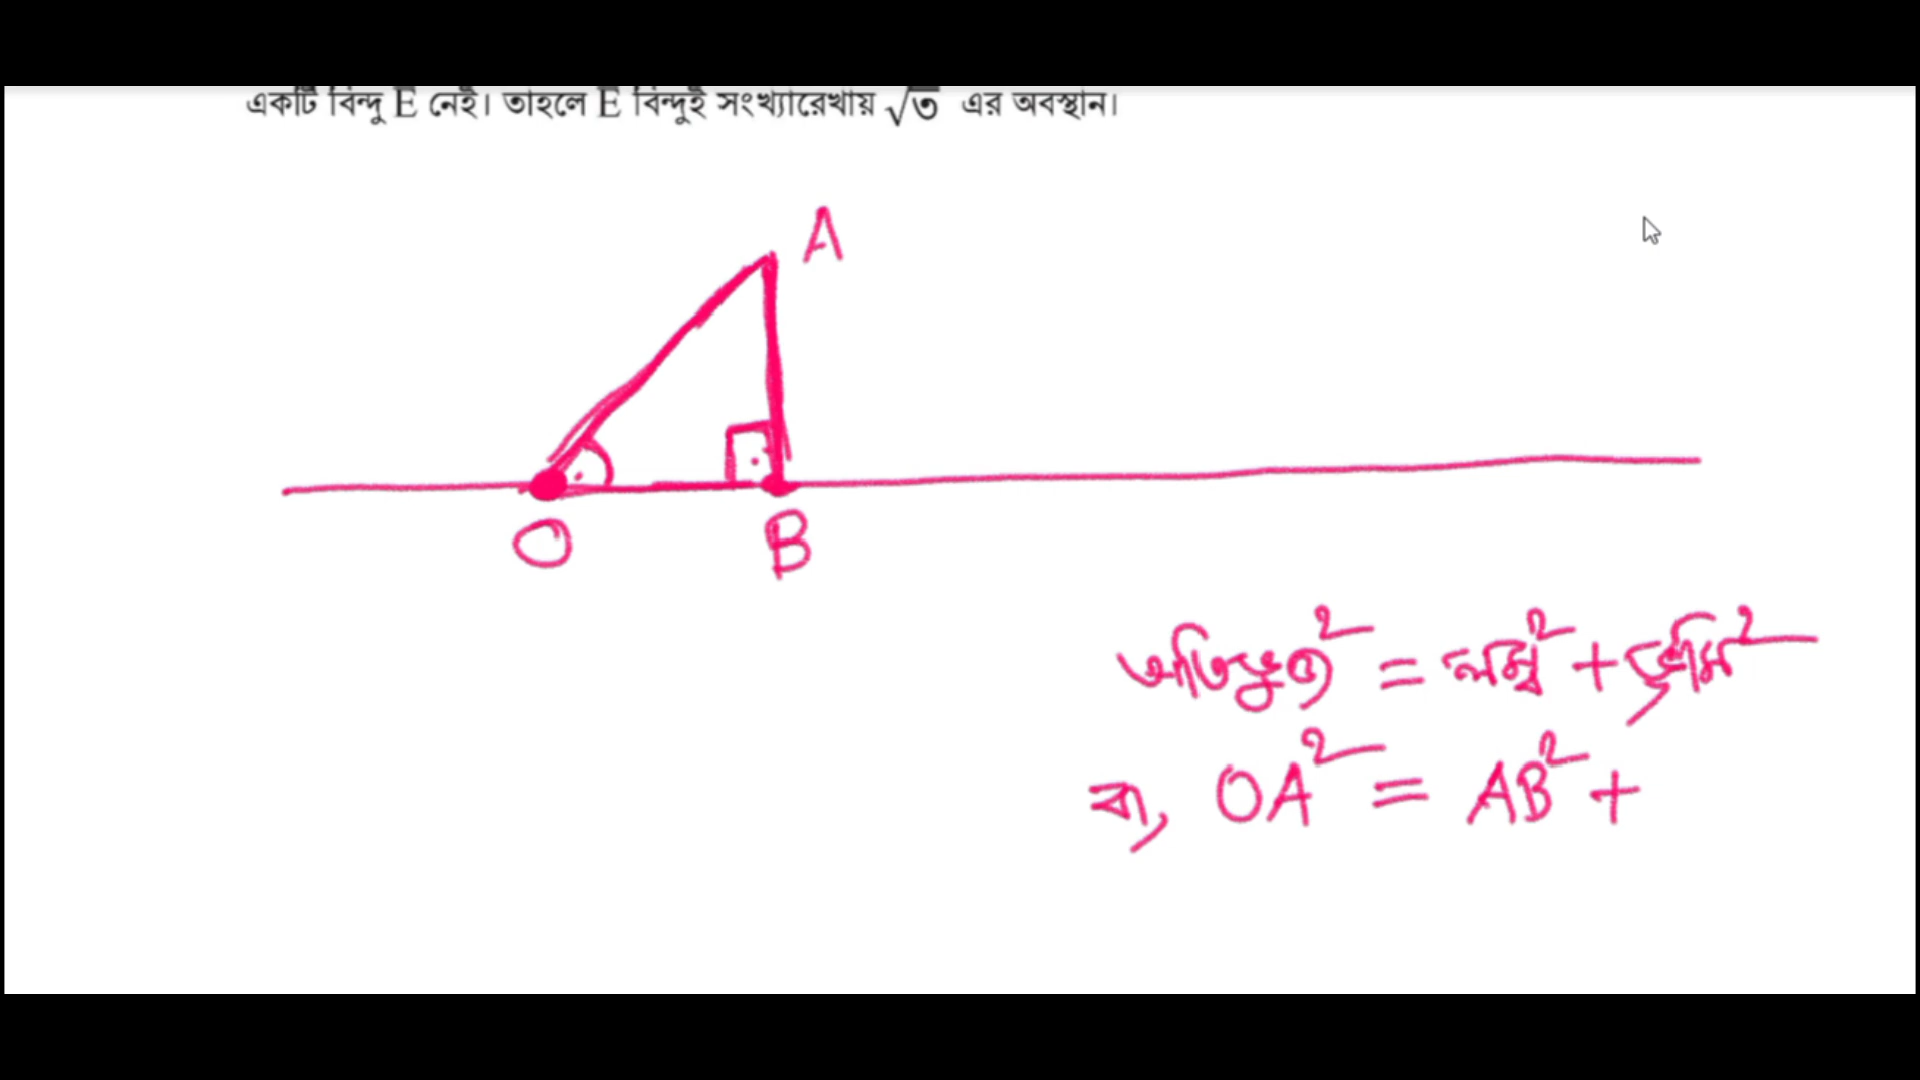 একটি বিন্দু E নেই। তাহলে E বিন্দুই সংখ্যারেখায় √৩ এর অবস্থান।
A
O B
অতিভুজ² = লম্ব² + ভূমি²
বা, OA² = AB² +